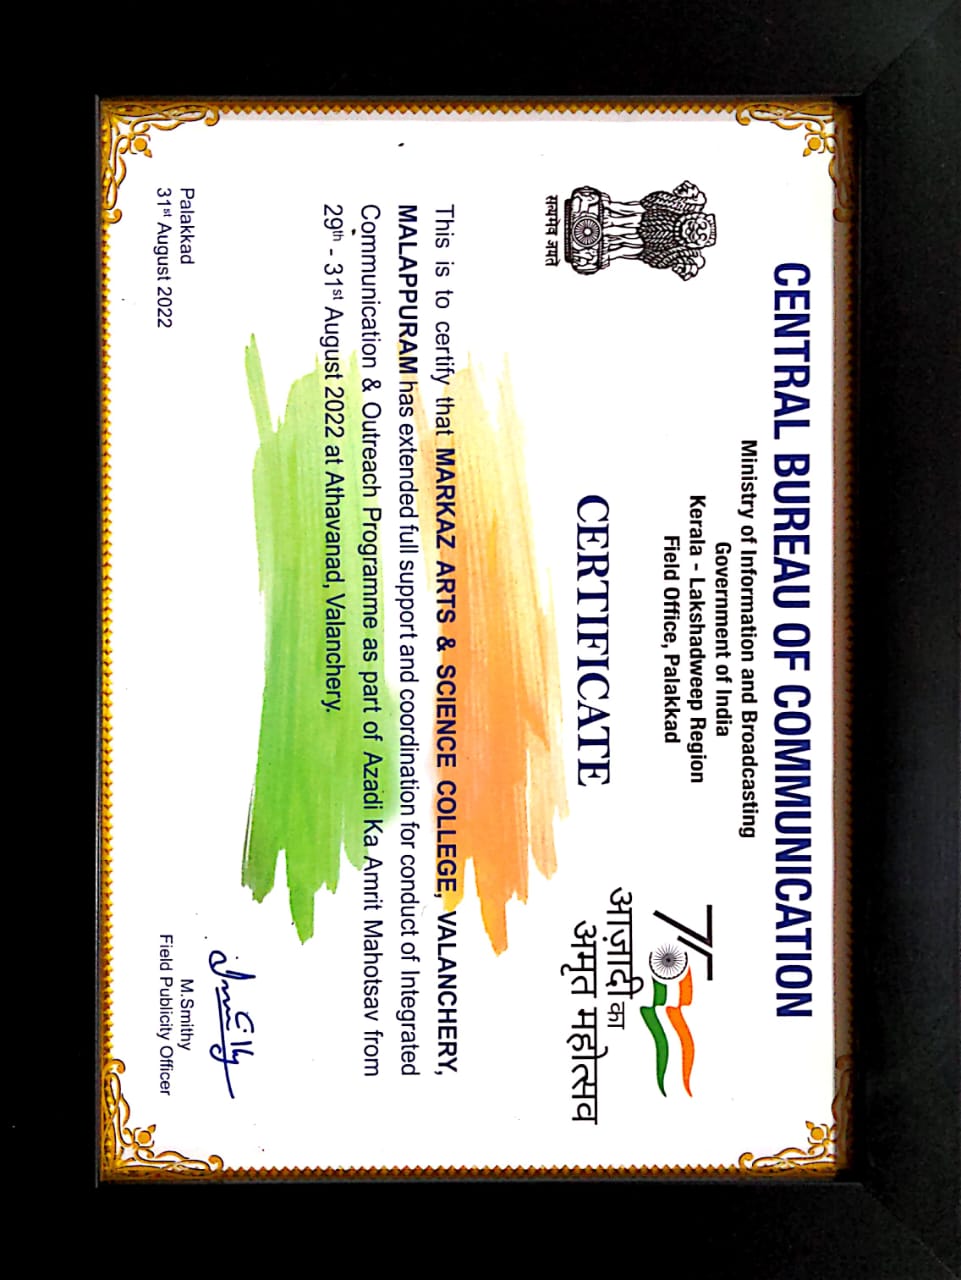 CENTRAL BUREAU OF COMMUNICATION
Ministry of Information and Broadcasting
Government of India
Kerala - Lakshadweep Region
Field Office, Palakkad
सत्यमेव जयते
75
आज़ादी का
अमृत महोत्सव
CERTIFICATE
This is to certify that MARKAZ ARTS & SCIENCE COLLEGE, VALANCHERY,
MALAPPURAM has extended full support and coordination for conduct of Integrated
Communication & Outreach Programme as part of Azadi Ka Amrit Mahotsav from
29th - 31st August 2022 at Athavanad, Valanchery.
Palakkad
31st August 2022
M.Smithy
Field Publicity Officer